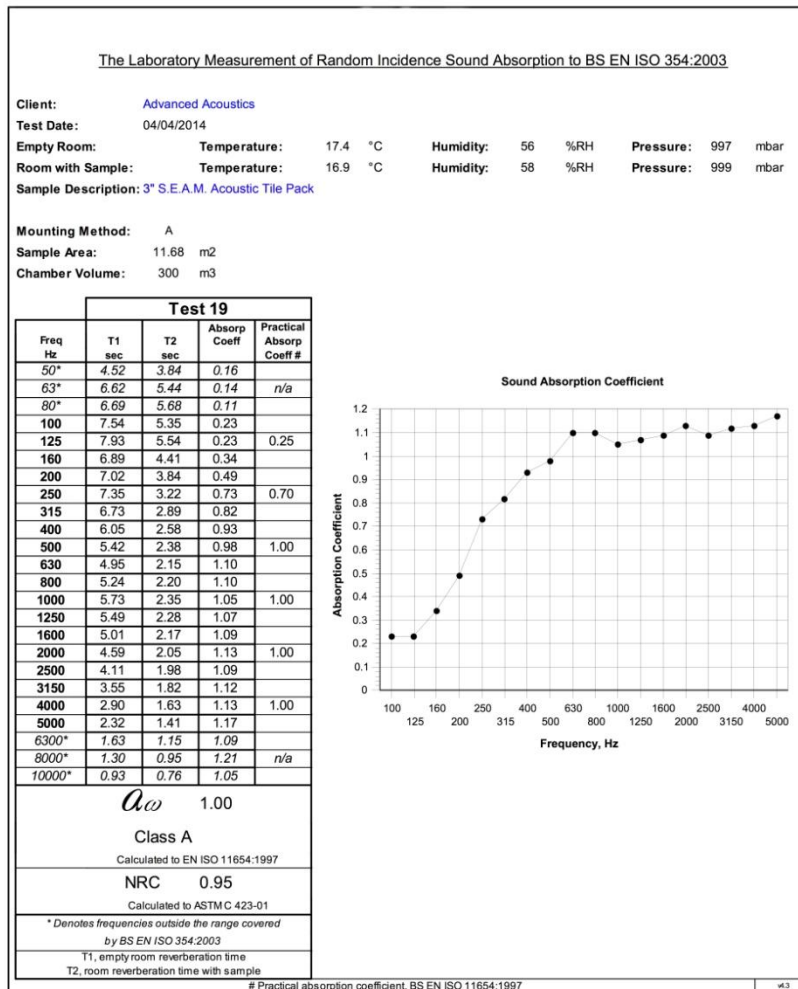 The Laboratory Measurement of Random Incidence Sound Absorption to BS EN ISO 354:2003
Client: Advanced Acoustics
Test Date: 04/04/2014
Empty Room: Temperature: 17.4 °C Humidity: 56 %RH Pressure: 997 mbar
Room with Sample: Temperature: 16.9 °C Humidity: 58 %RH Pressure: 999 mbar
Sample Description: 3" S.E.A.M. Acoustic Tile Pack
Mounting Method: A
Sample Area: 11.68 m2
Chamber Volume: 300 m3
Test 19
Freq Hz T1 sec T2 sec Absorp Coeff Practical Absorp Coeff #
50* 4.52 3.84 0.16
63* 6.62 5.44 0.14 n/a
80* 6.69 5.68 0.11
100 7.54 5.35 0.23
125 7.93 5.54 0.23 0.25
160 6.89 4.41 0.34
200 7.02 3.84 0.49
250 7.35 3.22 0.73 0.70
315 6.73 2.89 0.82
400 6.05 2.58 0.93
500 5.42 2.38 0.98 1.00
630 4.95 2.15 1.10
800 5.24 2.20 1.10
1000 5.73 2.35 1.05 1.00
1250 5.49 2.28 1.07
1600 5.01 2.17 1.09
2000 4.59 2.05 1.13 1.00
2500 4.11 1.98 1.09
3150 3.55 1.82 1.12
4000 2.90 1.63 1.13 1.00
5000 2.32 1.41 1.17
6300* 1.63 1.15 1.09
8000* 1.30 0.95 1.21 n/a
10000* 0.93 0.76 1.05
αω 1.00
Class A
Calculated to EN ISO 11654:1997
NRC 0.95
Calculated to ASTM C 423-01
* Denotes frequencies outside the range covered
by BS EN ISO 354:2003
T1, empty room reverberation time
T2, room reverberation time with sample
Sound Absorption Coefficient
Absorption Coefficient
1.2
1.1
1
0.9
0.8
0.7
0.6
0.5
0.4
0.3
0.2
0.1
0
100 160 250 400 630 1000 1600 2500 4000
125 200 315 500 800 1250 2000 3150 5000
Frequency, Hz
# Practical absorption coefficient, BS EN ISO 11654:1997
v4.3